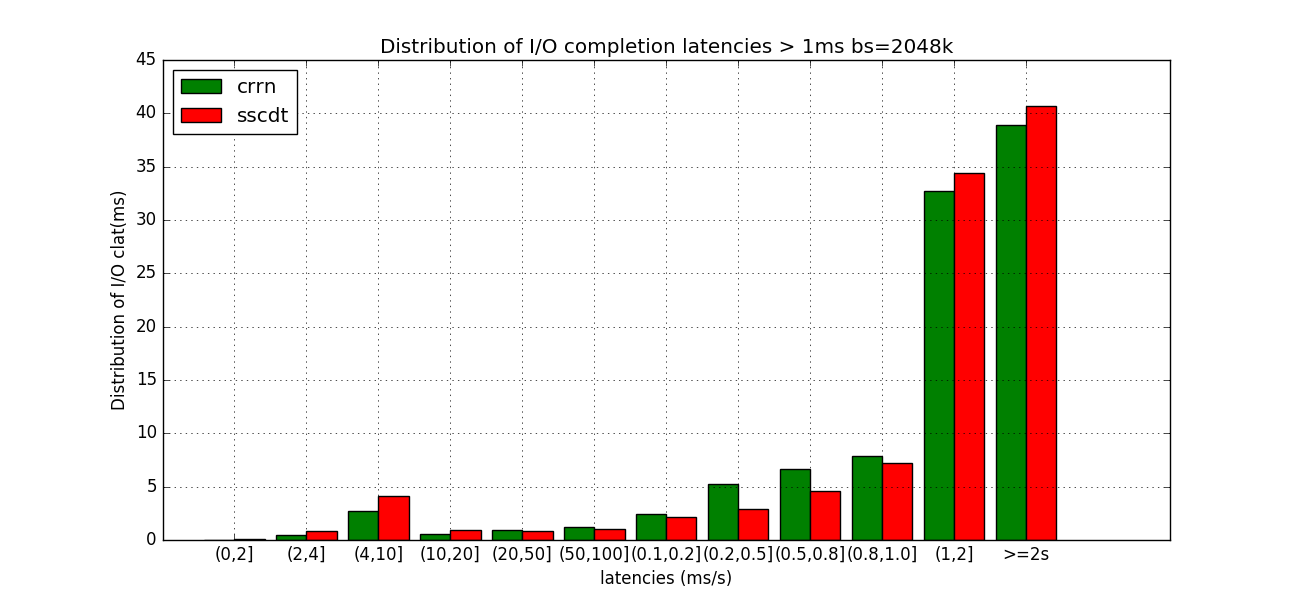 Distribution of I/O completion latencies > 1ms bs=2048k
crrn
sscdt
Distribution of I/O clat(ms)
45
40
35
30
25
20
15
10
5
0
(0,2] (2,4] (4,10] (10,20] (20,50] (50,100] (0.1,0.2] (0.2,0.5] (0.5,0.8] (0.8,1.0] (1,2] >=2s
latencies (ms/s)